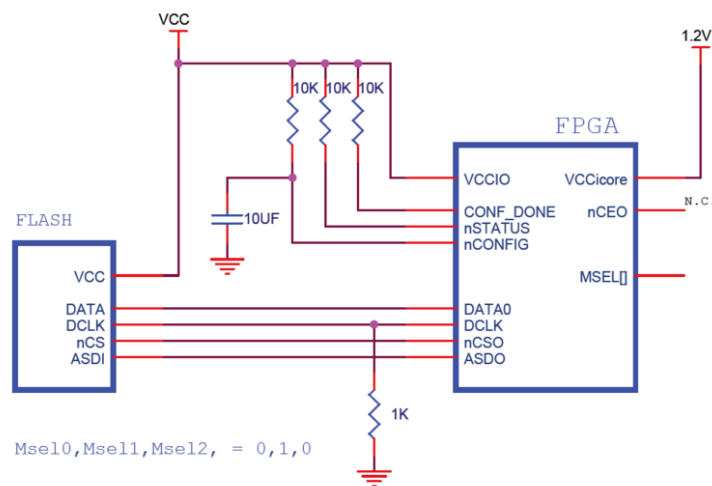 VCC
1.2V
10K 10K 10K
FPGA
VCCIO
VCCicore
CONF_DONE
nCEO
N.C.
nSTATUS
nCONFIG
10UF
FLASH
VCC
MSEL[]
DATA
DATA0
DCLK
DCLK
nCS
nCSO
ASDI
ASDO
1K
Msel0,Msel1,Msel2, = 0,1,0